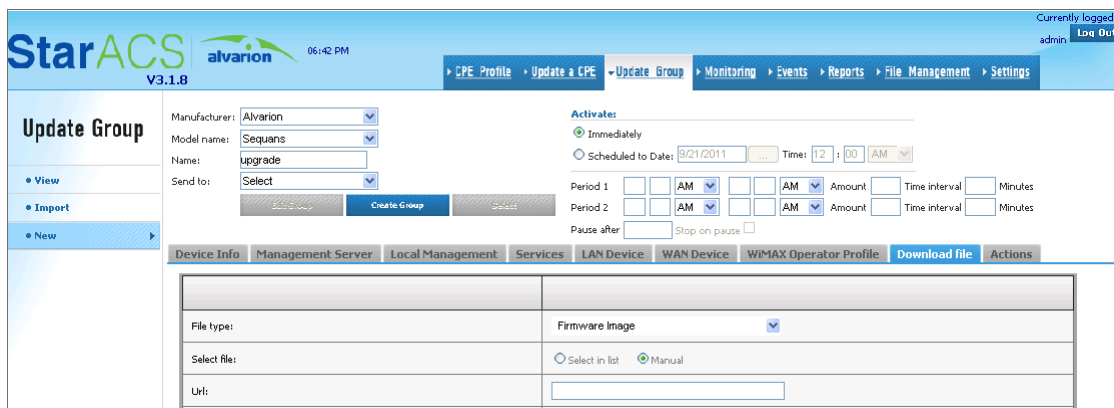 Currently logged
StarACS alvarion 06:42 PM admin Log Out
V3.1.8
CPE Profile Update a CPE Update Group Monitoring Events Reports File Management Settings
Update Group
View
Import
New
Manufacturer: Alvarion
Model name: Sequans
Name: upgrade
Send to: Select
Edit Group Create Group Select
Activate:
Immediately
Scheduled to Date: 9/21/2011 ... Time: 12 : 00 AM
Period 1 AM AM Amount Time interval Minutes
Period 2 AM AM Amount Time interval Minutes
Pause after Stop on pause
Device Info Management Server Local Management Services LAN Device WAN Device WiMAX Operator Profile Download file Actions
File type: Firmware Image
Select file: Select in list Manual
Url: